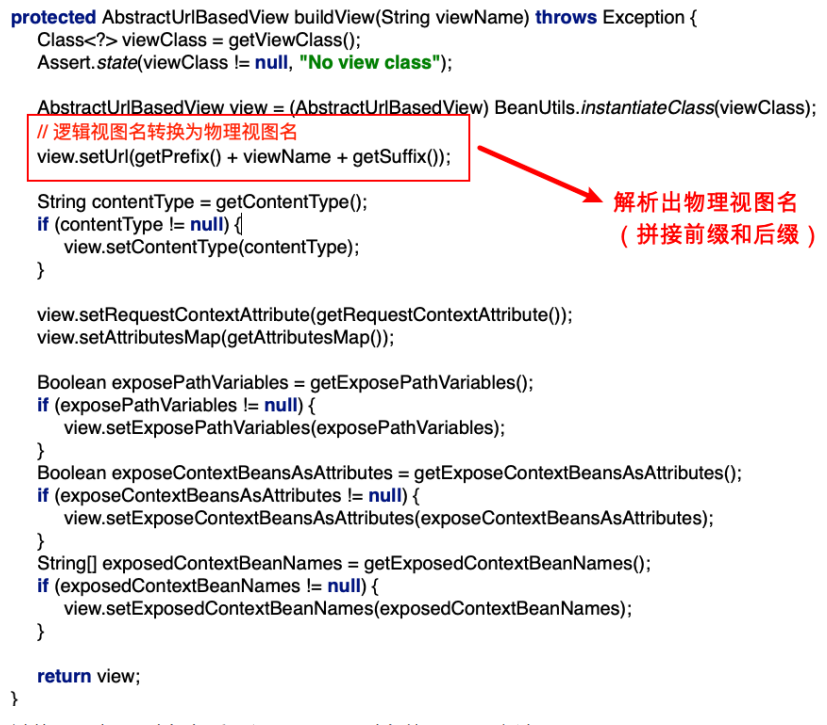 protected AbstractUrlBasedView buildView(String viewName) throws Exception {
Class<?> viewClass = getViewClass();
Assert.state(viewClass != null, "No view class");
AbstractUrlBasedView view = (AbstractUrlBasedView) BeanUtils.instantiateClass(viewClass);
// 逻辑视图名转换为物理视图名
view.setUrl(getPrefix() + viewName + getSuffix());
解析出物理视图名
（拼接前缀和后缀）
String contentType = getContentType();
if (contentType != null) {
view.setContentType(contentType);
}
view.setRequestContextAttribute(getRequestContextAttribute());
view.setAttributesMap(getAttributesMap());
Boolean exposePathVariables = getExposePathVariables();
if (exposePathVariables != null) {
view.setExposePathVariables(exposePathVariables);
}
Boolean exposeContextBeansAsAttributes = getExposeContextBeansAsAttributes();
if (exposeContextBeansAsAttributes != null) {
view.setExposeContextBeansAsAttributes(exposeContextBeansAsAttributes);
}
String[] exposedContextBeanNames = getExposedContextBeanNames();
if (exposedContextBeanNames != null) {
view.setExposedContextBeanNames(exposedContextBeanNames);
}
return view;
}